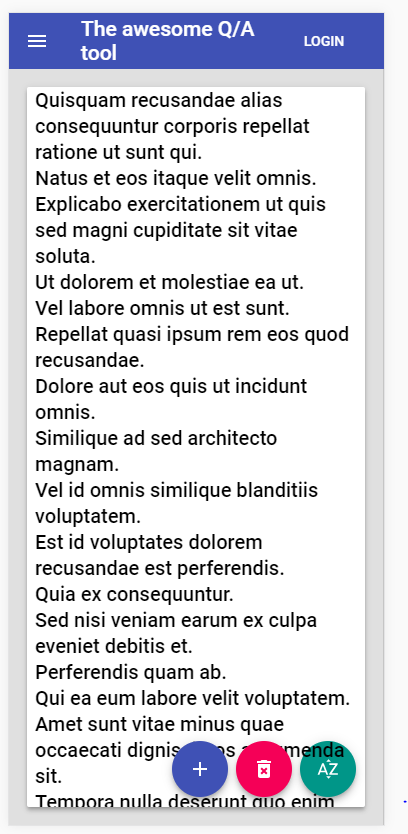 The awesome Q/A
tool
LOGIN
Quisquam recusandae alias
consequuntur corporis repellat
ratione ut sunt qui.
Natus et eos itaque velit omnis.
Explicabo exercitationem ut quis
sed magni cupiditate sit vitae
soluta.
Ut dolorem et molestiae ea ut.
Vel labore omnis ut est sunt.
Repellat quasi ipsum rem eos quod
recusandae.
Dolore aut eos quis ut incidunt
omnis.
Similique ad sed architecto
magnam.
Vel id omnis similique blanditiis
voluptatem.
Est id voluptates dolorem
recusandae est perferendis.
Quia ex consequuntur.
Sed nisi veniam earum ex culpa
eveniet debitis et.
Perferendis quam ab.
Qui ea eum labore velit voluptatem.
Amet sunt vitae minus quae
occaecati
sit.
Tempora nulla deserunt quo enim
AZ